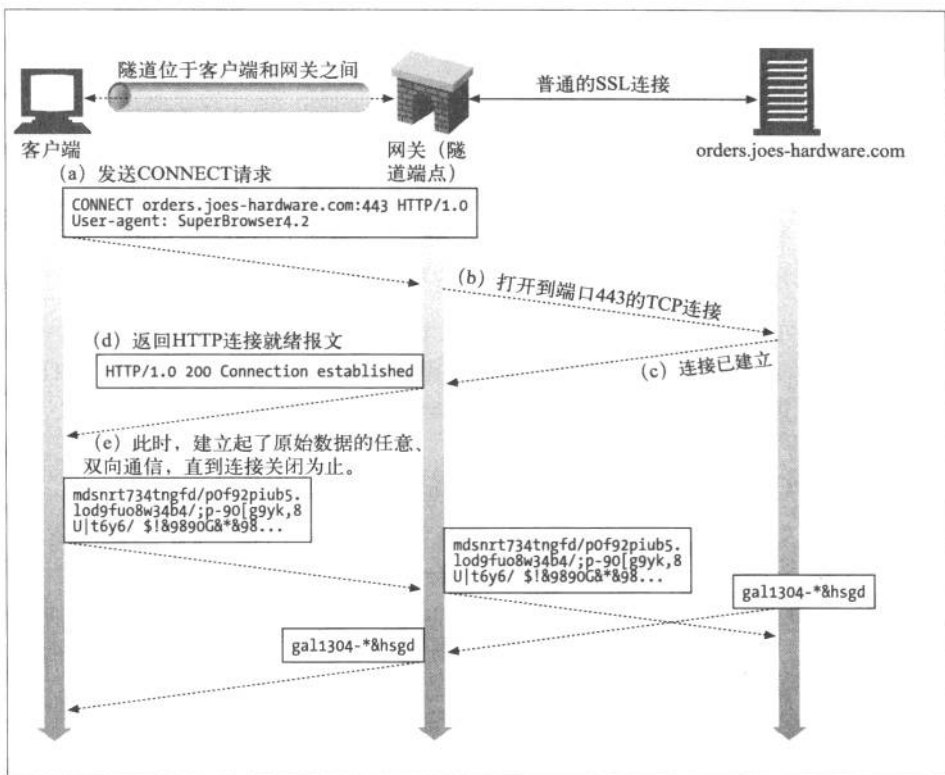 隧道位于客户端和网关之间
普通的SSL连接
客户端
网关（隧
道端点）
orders.joes-hardware.com
(a) 发送CONNECT请求
CONNECT orders.joes-hardware.com:443 HTTP/1.0
User-agent: SuperBrowser4.2
(b) 打开到端口443的TCP连接
(c) 连接已建立
(d) 返回HTTP连接就绪报文
HTTP/1.0 200 Connection established
(e) 此时，建立起了原始数据的任意、
双向通信，直到连接关闭为止。
mdsnrt734tngfd/pof92piub5.
lod9fuo8w34b4/;p-90[g9yk,8
U|t6y6/ $!&9890G&*&98...
mdsnrt734tngfd/pof92piub5.
lod9fuo8w34b4/;p-90[g9yk,8
U|t6y6/ $!&9890G&*&98...
gal1304-*&hsgd
gal1304-*&hsgd